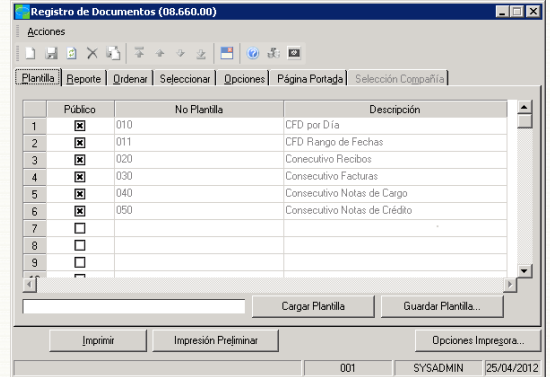 Registro de Documentos (08.660.00)
Acciones
Plantilla Reporte Ordenar Seleccionar Opciones Página Portada Selección Compañía
Público No Plantilla Descripción
1 010 CFD por Día
2 011 CFD Rango de Fechas
3 020 Conecutivo Recibos
4 030 Consecutivo Facturas
5 040 Consecutivo Notas de Cargo
6 050 Consecutivo Notas de Crédito
7
8
9
Cargar Plantilla Guardar Plantilla...
Imprimir Impresión Preliminar Opciones Impresora...
001 SYSADMIN 25/04/2012